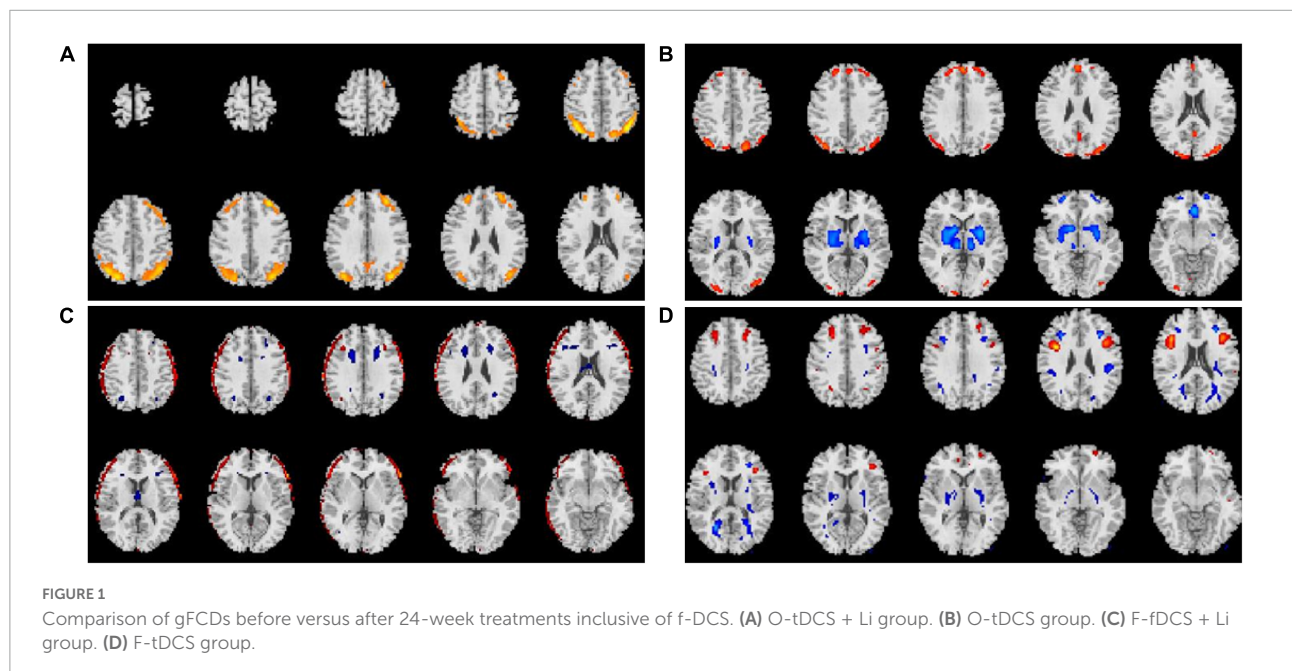 A
B
C
D
FIGURE 1
Comparison of gFCDs before versus after 24-week treatments inclusive of f-DCS. (A) O-tDCS + Li group. (B) O-tDCS group. (C) F-fDCS + Li
group. (D) F-tDCS group.